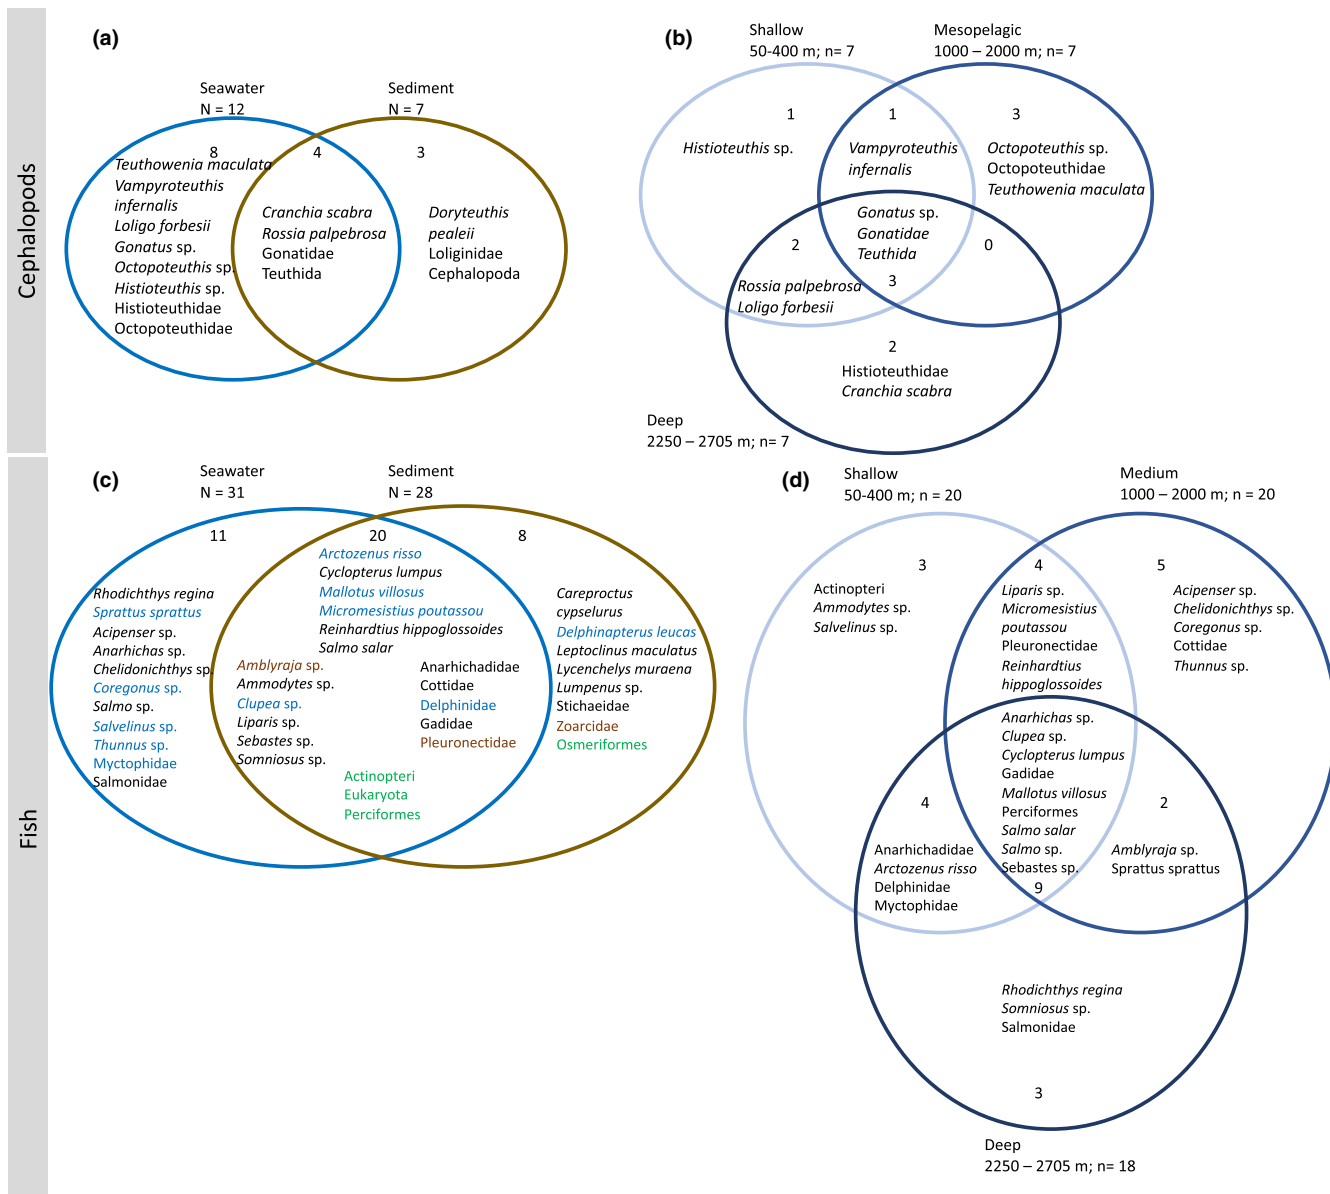 Cephalopods
(a)
Seawater
N = 12
Sediment
N = 7
8
Teuthowenia maculata
Vampyroteuthis
infernalis
Loligo forbesii
Gonatus sp.
Octopoteuthis sp.
Histioteuthis sp.
Histioteuthidae
Octopoteuthidae
4
Cranchia scabra
Rossia palpebrosa
Gonatidae
Teuthida
3
Doryteuthis
pealeii
Loliginidae
Cephalopoda
(b)
Shallow
50-400 m; n= 7
Mesopelagic
1000 – 2000 m; n= 7
1
Histioteuthis sp.
1
Vampyroteuthis
infernalis
3
Octopoteuthis sp.
Octopoteuthidae
Teuthowenia maculata
Gonatus sp.
Gonatidae
Teuthida
3
2
Rossia palpebrosa
Loligo forbesii
0
2
Histioteuthidae
Cranchia scabra
Deep
2250 – 2705 m; n= 7
Fish
(c)
Seawater
N = 31
Sediment
N = 28
11
Rhodichthys regina
Sprattus sprattus
Acipenser sp.
Anarhichas sp.
Chelidonichthys sp.
Coregonus sp.
Salmo sp.
Salvelinus sp.
Thunnus sp.
Myctophidae
Salmonidae
20
Arctozenus risso
Cyclopterus lumpus
Mallotus villosus
Micromesistius poutassou
Reinhardtius hippoglossoides
Salmo salar
Amblyraja sp.
Ammodytes sp.
Clupea sp.
Liparis sp.
Sebastes sp.
Somniosus sp.
Anarhichadidae
Cottidae
Delphinidae
Gadidae
Pleuronectidae
Actinopteri
Eukaryota
Perciformes
8
Careproctus
cypselurus
Delphinapterus leucas
Leptoclinus maculatus
Lycenchelys muraena
Lumpenus sp.
Stichaeidae
Zoarcidae
Osmeriformes
(d)
Shallow
50-400 m; n = 20
Medium
1000 – 2000 m; n = 20
3
Actinopteri
Ammodytes sp.
Salvelinus sp.
4
Liparis sp.
Micromesistius
poutassou
Pleuronectidae
Reinhardtius
hippoglossoides
5
Acipenser sp.
Chelidonichthys sp.
Coregonus sp.
Cottidae
Thunnus sp.
Anarhichas sp.
Clupea sp.
Cyclopterus lumpus
Gadidae
Mallotus villosus
Perciformes
Salmo salar
Salmo sp.
Sebastes sp.
9
4
Anarhichadidae
Arctozenus risso
Delphinidae
Myctophidae
2
Amblyraja sp.
Sprattus sprattus
Rhodichthys regina
Somniosus sp.
Salmonidae
3
Deep
2250 – 2705 m; n= 18